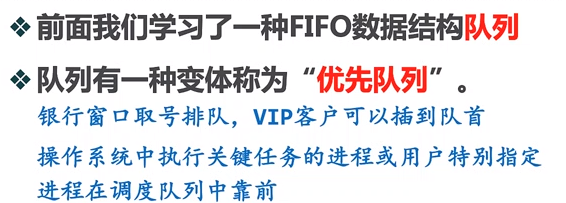 ❖ 前面我们学习了一种FIFO数据结构队列
❖ 队列有一种变体称为“优先队列”。
银行窗口取号排队，VIP客户可以插到队首
操作系统中执行关键任务的进程或用户特别指定
进程在调度队列中靠前